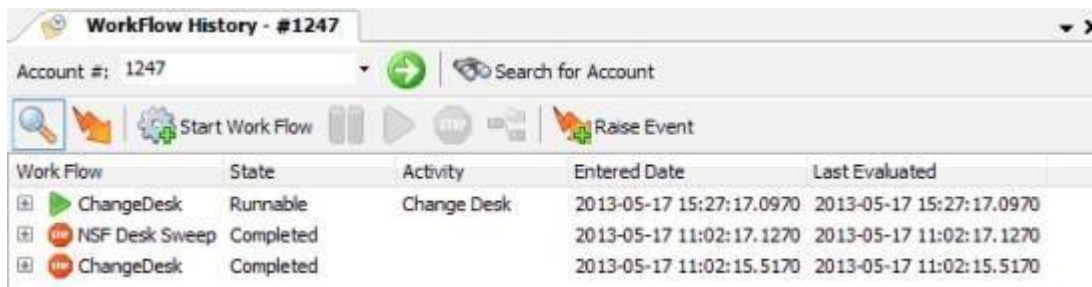 WorkFlow History - #1247
Account #: 1247 Search for Account
Start Work Flow Raise Event
Work Flow State Activity Entered Date Last Evaluated
ChangeDesk Runnable Change Desk 2013-05-17 15:27:17.0970 2013-05-17 15:27:17.0970
NSF Desk Sweep Completed 2013-05-17 11:02:17.1270 2013-05-17 11:02:17.1270
ChangeDesk Completed 2013-05-17 11:02:15.5170 2013-05-17 11:02:15.5170